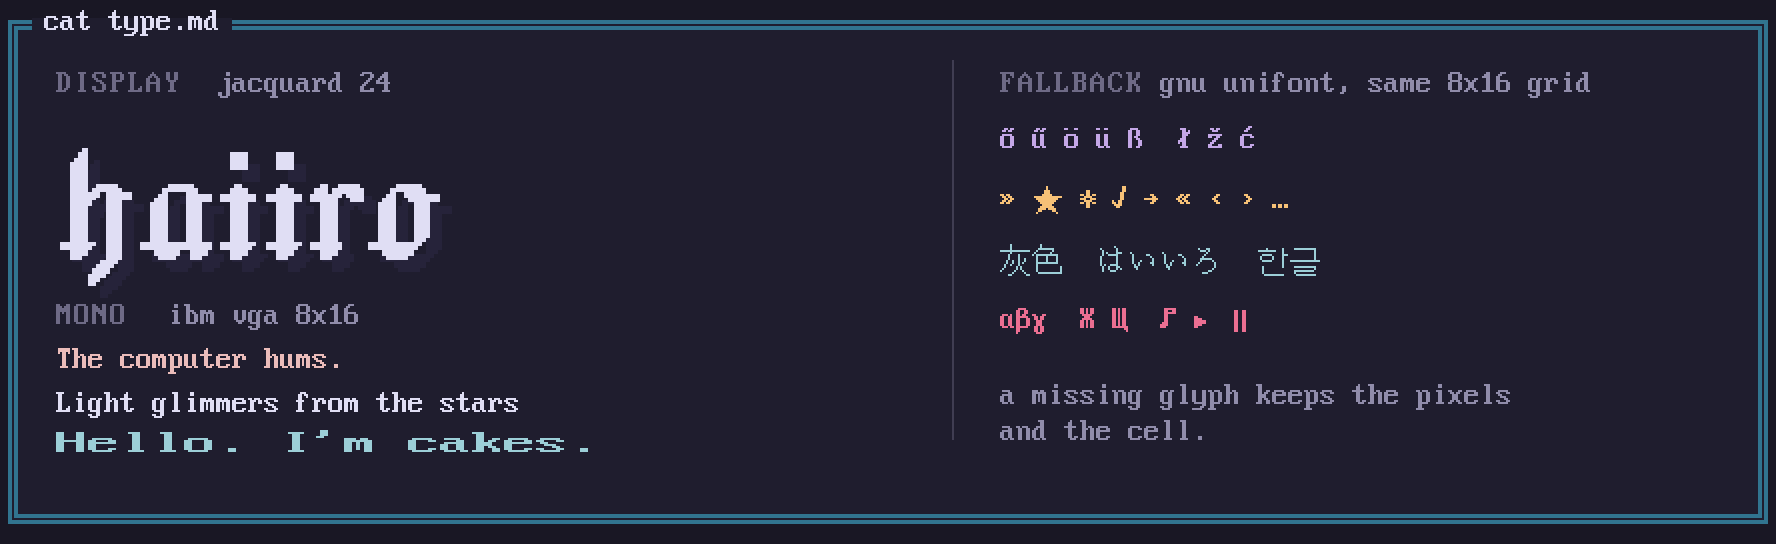 cat type.md
DISPLAY jacquard 24
haiiro
MONO ibm vga 8x16
The computer hums.
Light glimmers from the stars
Hello. I'm cakes.
FALLBACK gnu unifont, same 8x16 grid
ő ű ö ü ß ł ž ć
» ★ * √ → « ‹ › …
灰色 はいいろ 한글
αβγ Ж Щ ♪ ► ‖
a missing glyph keeps the pixels
and the cell.